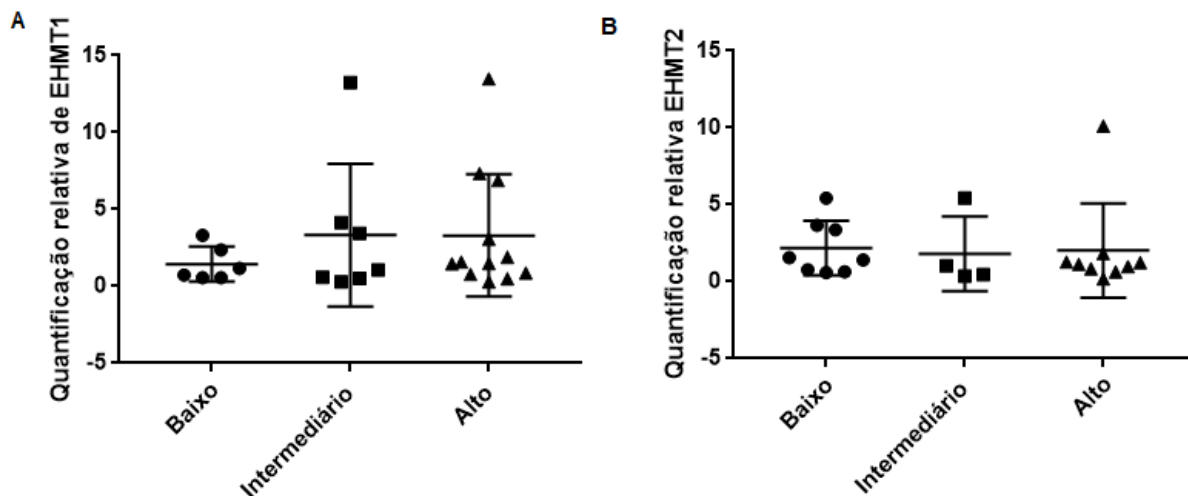 A
Quantificação relativa de EHMT1
15
10
5
0
-5
Baixo
Intermediário
Alto
B
Quantificação relativa EHMT2
15
10
5
0
-5
Baixo
Intermediário
Alto